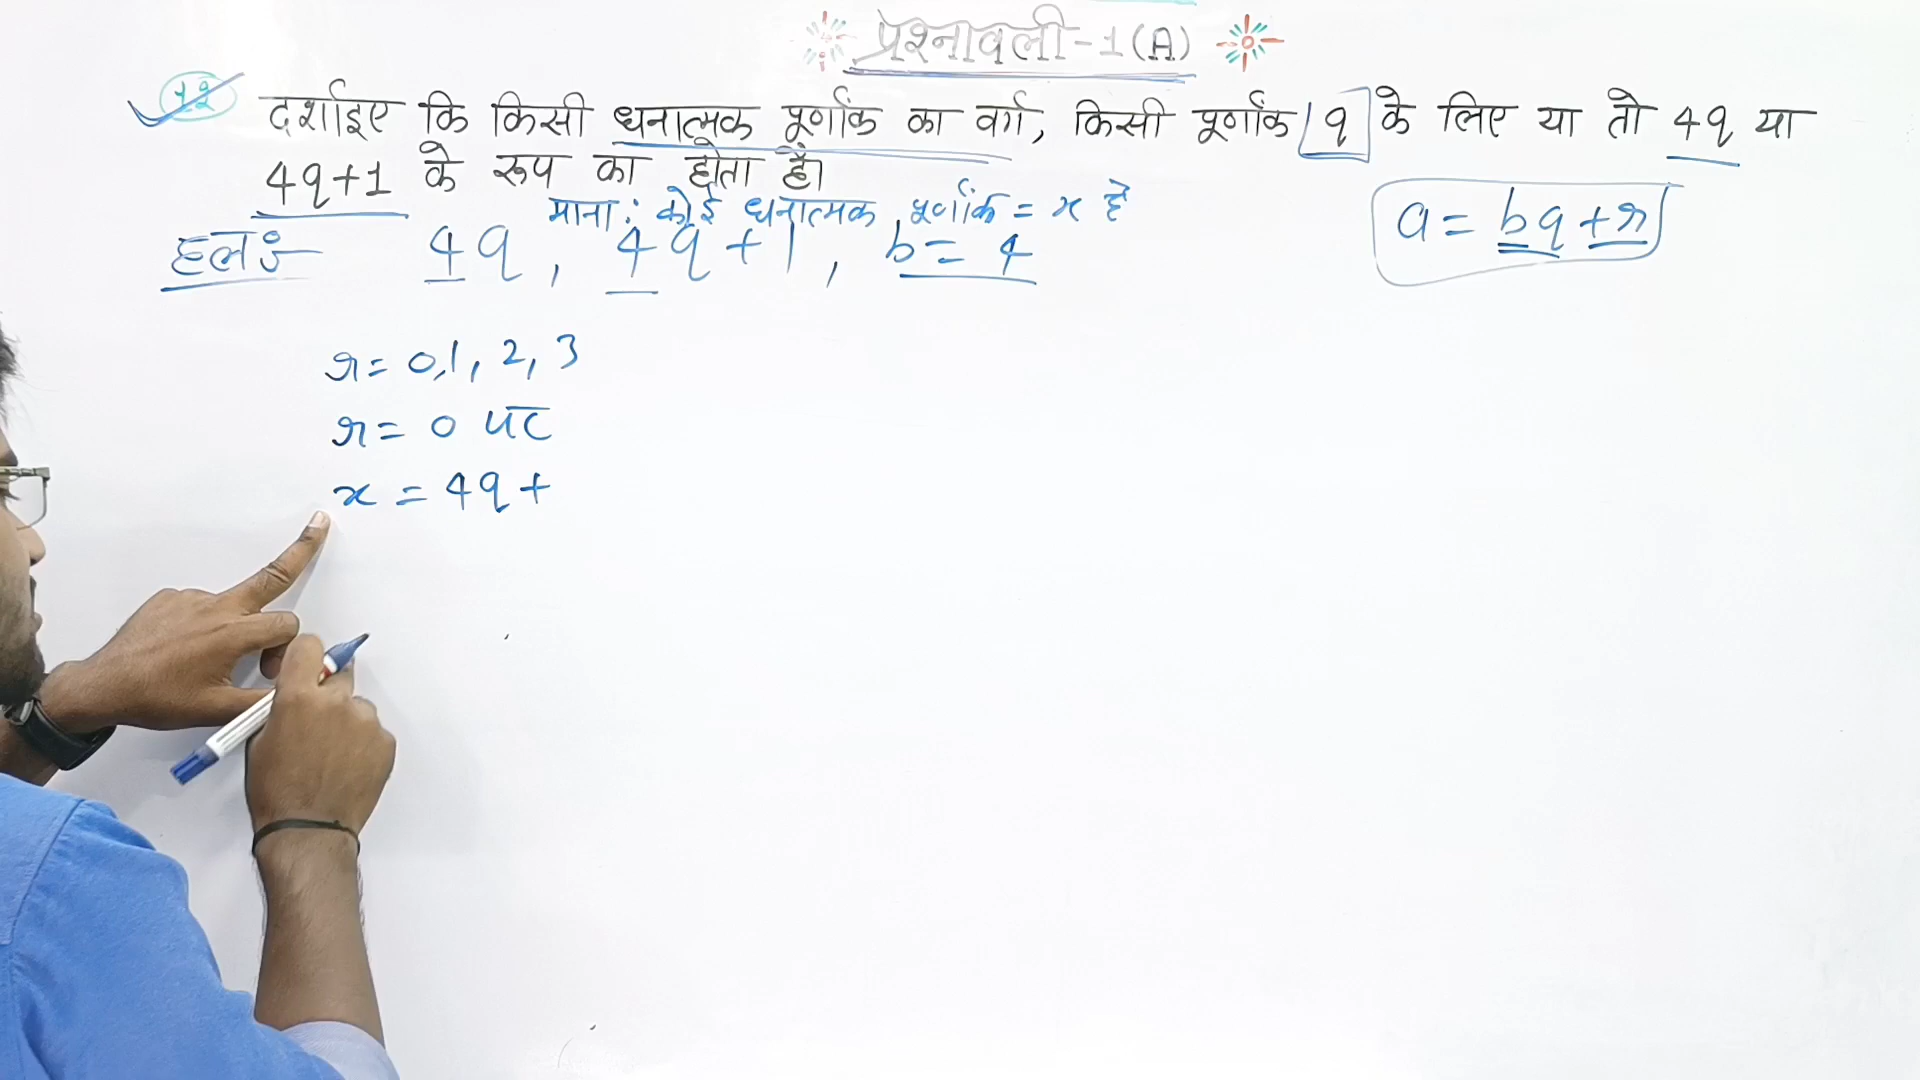 प्रश्नावली-1(A)
12 दर्शाइए कि किसी धनात्मक पूर्णांक का वर्ग, किसी पूर्णांक q के लिए या तो 4q या
4q+1 के रूप का होता है।
माना: कोई धनात्मक पूर्णांक = x है
हलः- 4q, 4q+1, b=4
a = bq+r
r= 0,1, 2, 3
r= 0 पर
x = 4q+